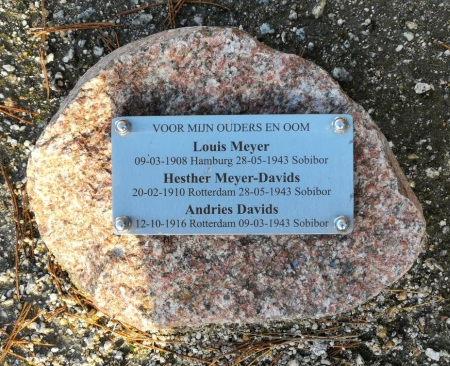 VOOR MIJN OUDERS EN OOM
Louis Meyer
09-03-1908 Hamburg 28-05-1943 Sobibor
Hesther Meyer-Davids
20-02-1910 Rotterdam 28-05-1943 Sobibor
Andries Davids
12-10-1916 Rotterdam 09-03-1943 Sobibor